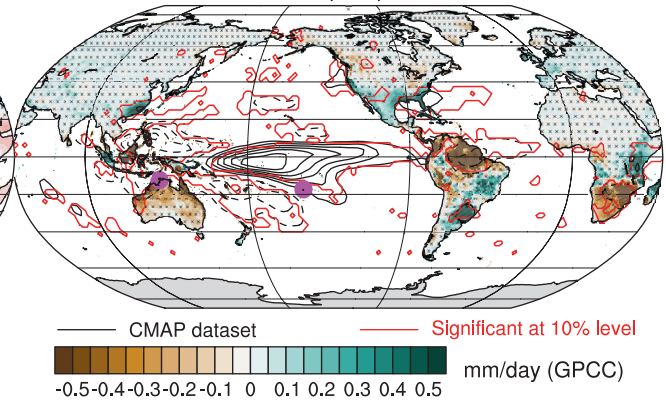 CMAP dataset
Significant at 10% level
-0.5-0.4-0.3-0.2-0.1 0 0.1 0.2 0.3 0.4 0.5
mm/day (GPCC)